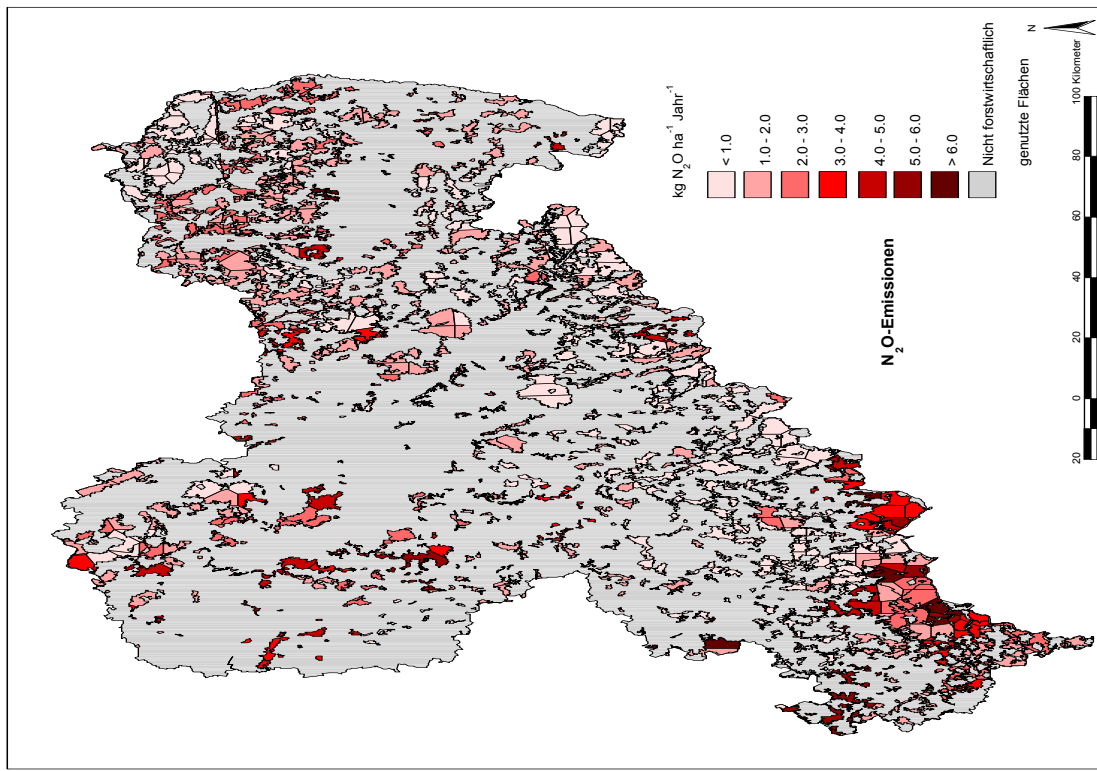 N₂O-Emissionen
kg N₂O ha⁻¹ Jahr⁻¹
< 1.0
1.0 - 2.0
2.0 - 3.0
3.0 - 4.0
4.0 - 5.0
5.0 - 6.0
> 6.0
Nicht forstwirtschaftlich
genutzte Flächen
N
20 0 20 40 60 80 100 Kilometer